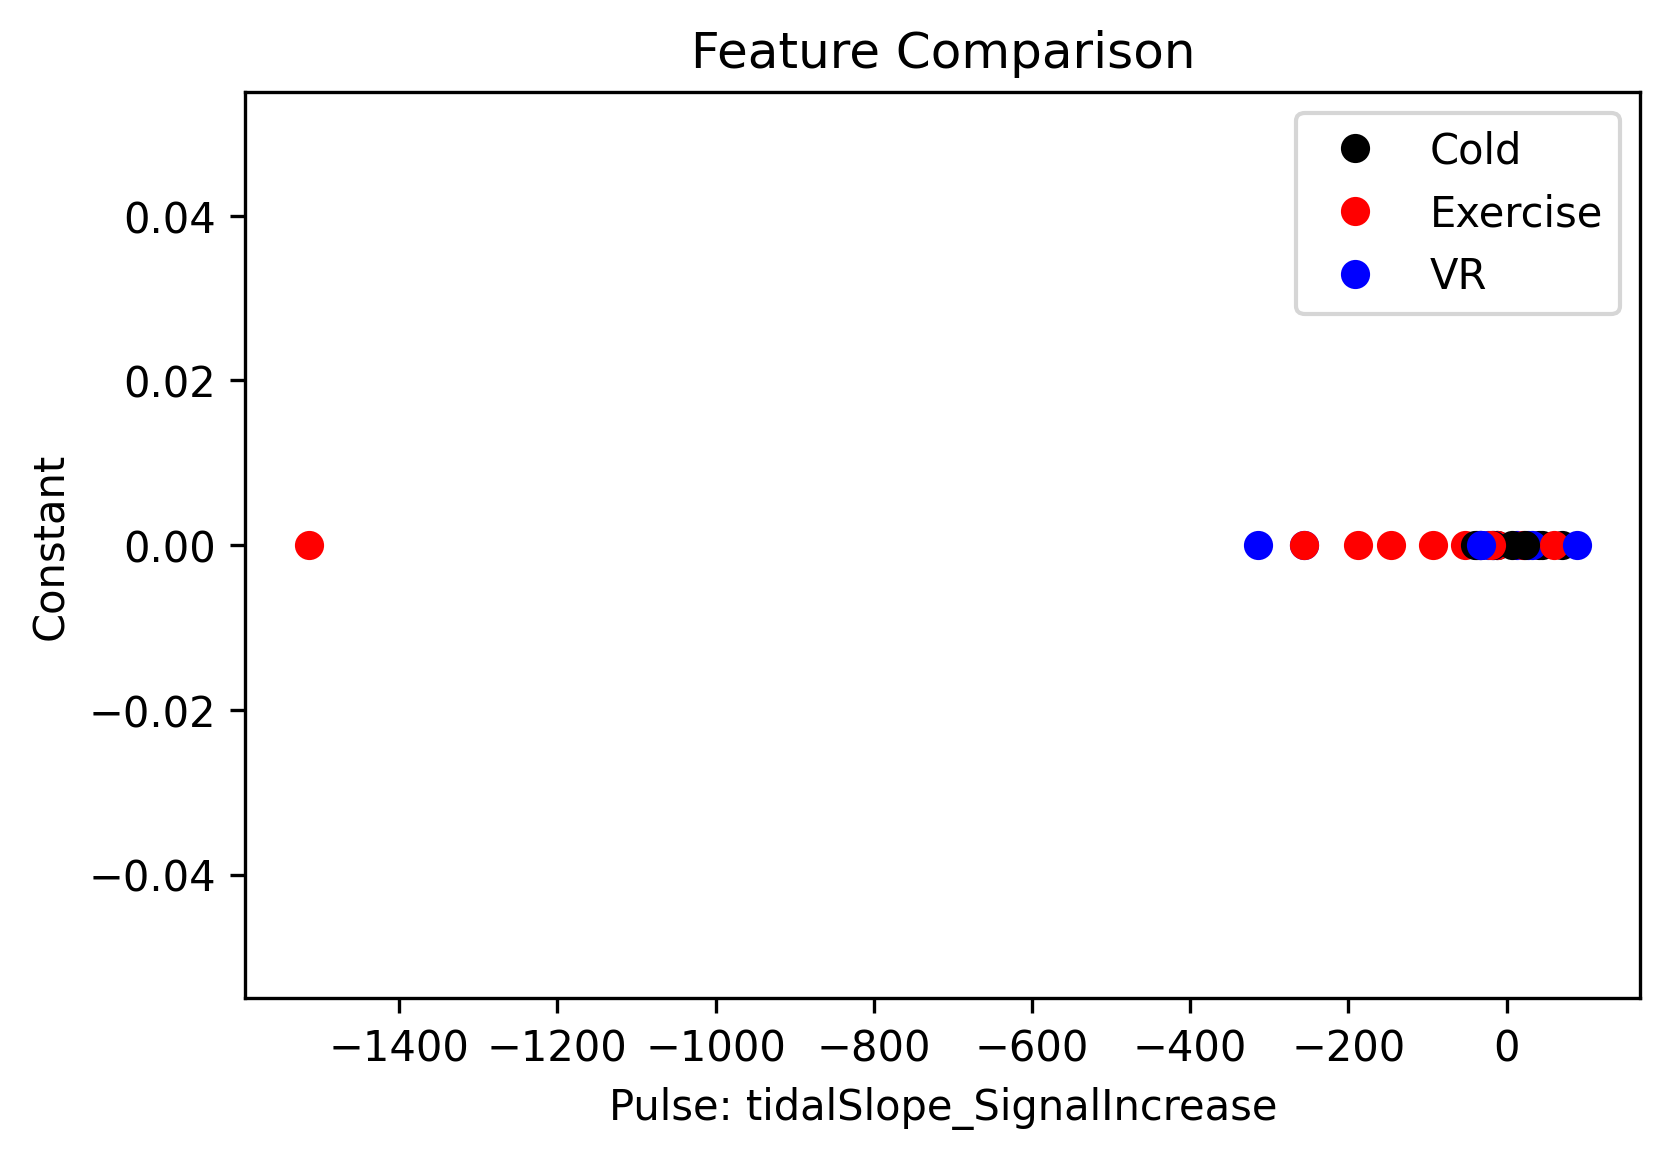 Feature Comparison
Cold
Exercise
VR
0.04
0.02
0.00
−0.02
−0.04
Constant
−1400 −1200 −1000 −800 −600 −400 −200 0
Pulse: tidalSlope_SignalIncrease